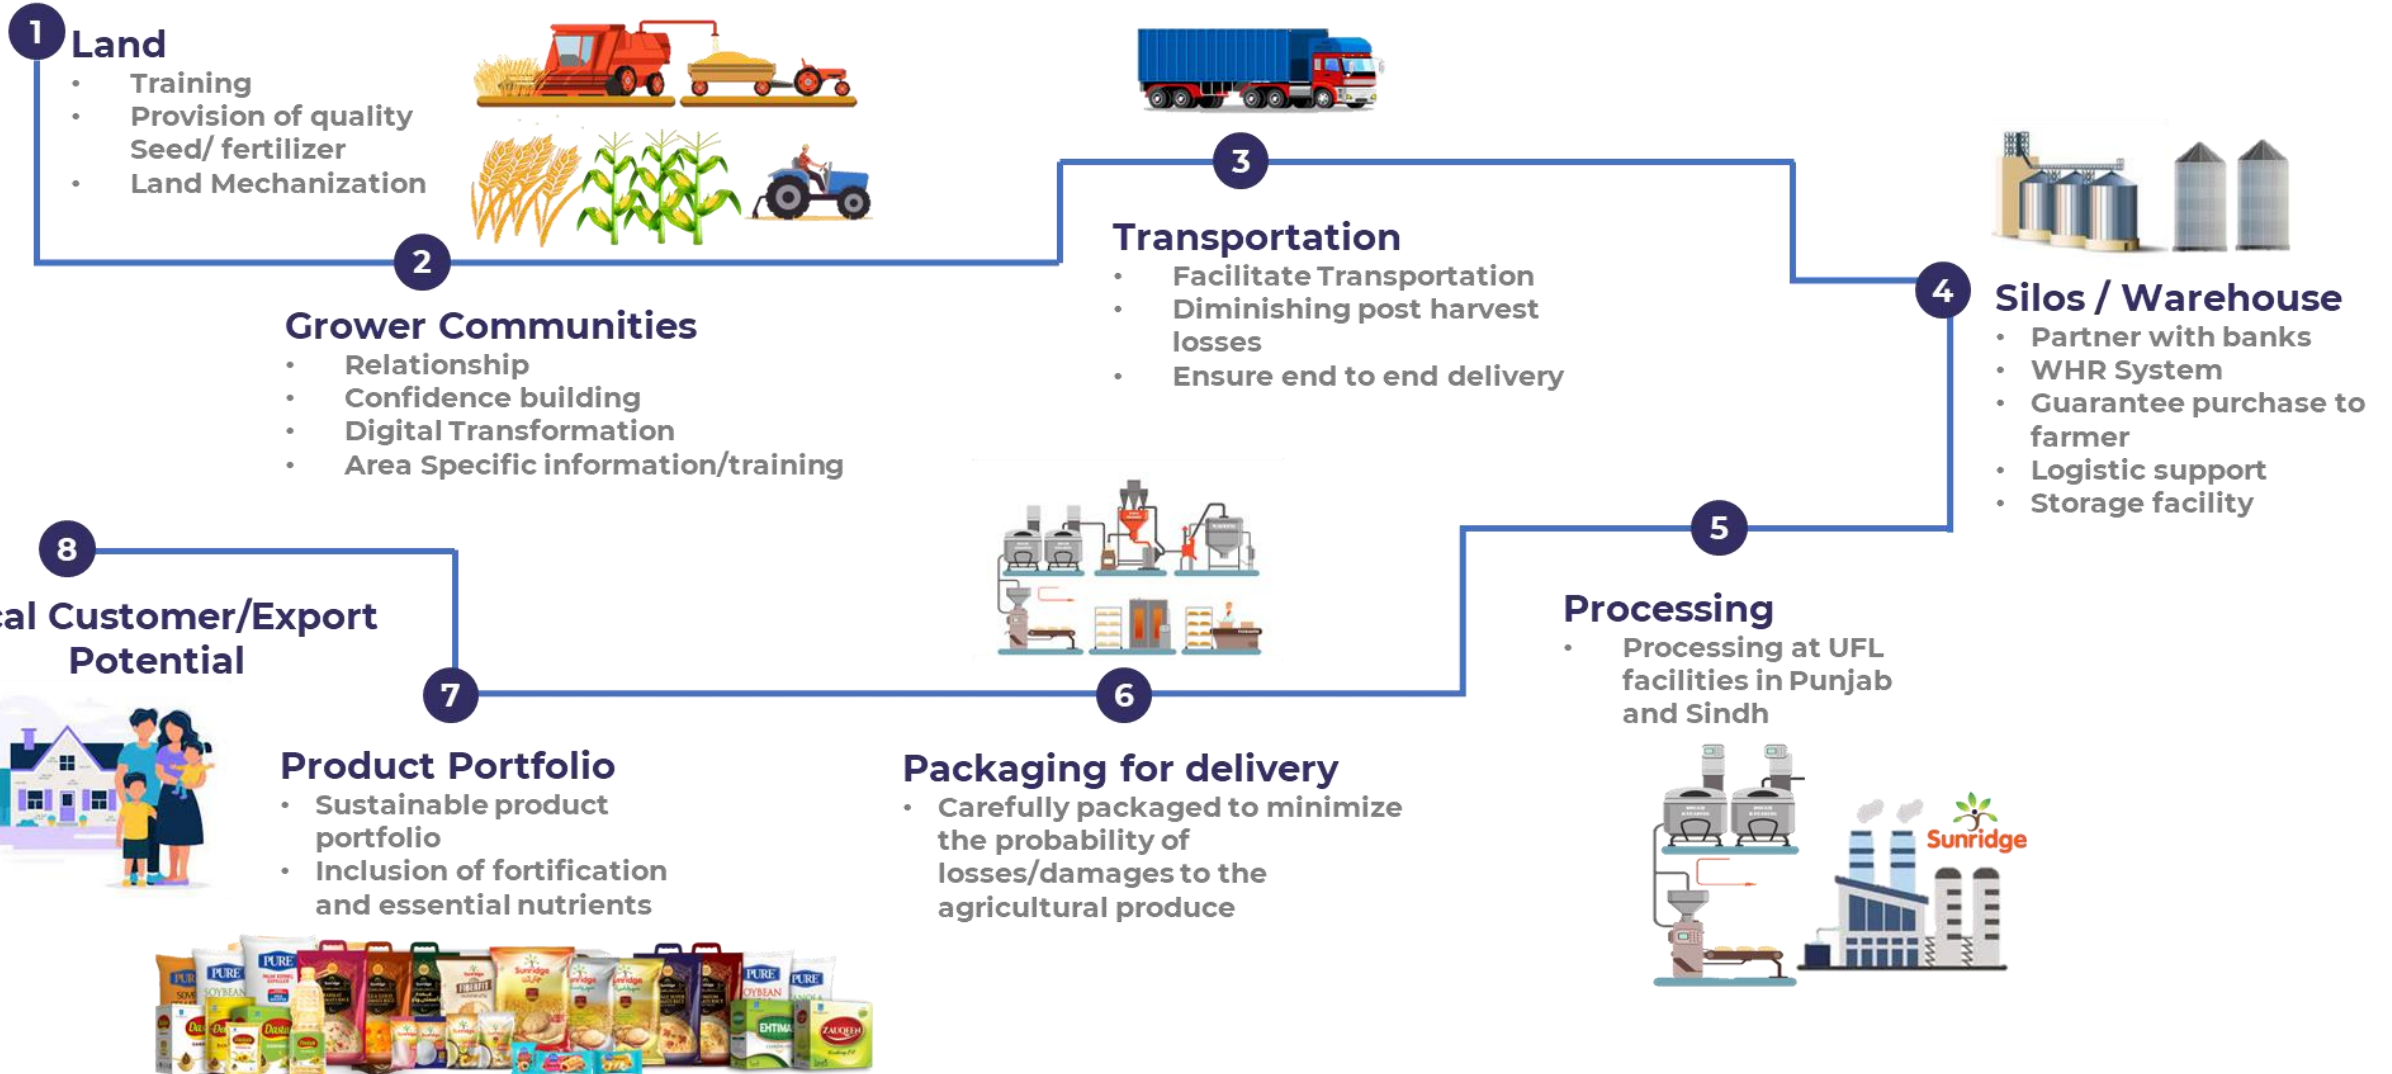 1
Land
• Training
• Provision of quality
Seed/ fertilizer
• Land Mechanization
2
Grower Communities
• Relationship
• Confidence building
• Digital Transformation
• Area Specific information/training
3
Transportation
• Facilitate Transportation
• Diminishing post harvest
losses
• Ensure end to end delivery
4
Silos / Warehouse
• Partner with banks
• WHR System
• Guarantee purchase to
farmer
• Logistic support
• Storage facility
5
Processing
• Processing at UFL
facilities in Punjab
and Sindh
Sunridge
6
Packaging for delivery
• Carefully packaged to minimize
the probability of
losses/damages to the
agricultural produce
7
Product Portfolio
• Sustainable product
portfolio
• Inclusion of fortification
and essential nutrients
8
cal Customer/Export
Potential
PURE
PURE
SOYBEAN
Sunridge
FIBERFIT
PURE
PURE
EHTIMAM
ZAUQEEN